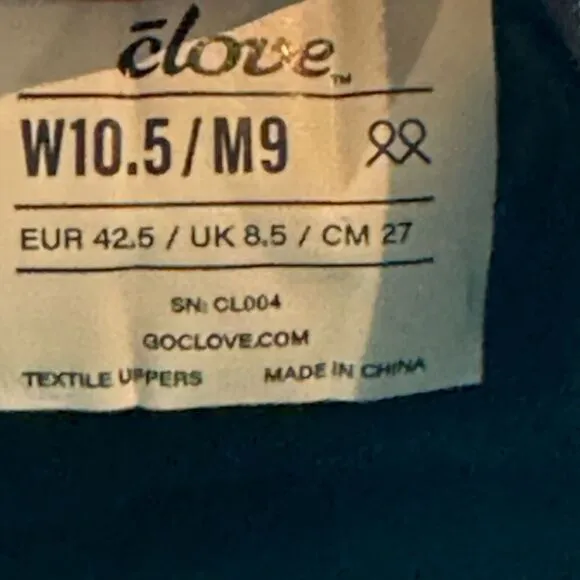 clove™
W10.5/M9
EUR 42.5 / UK 8.5 / CM 27
SN: CL004
GOCLOVE.COM
TEXTILE UPPERS MADE IN CHINA